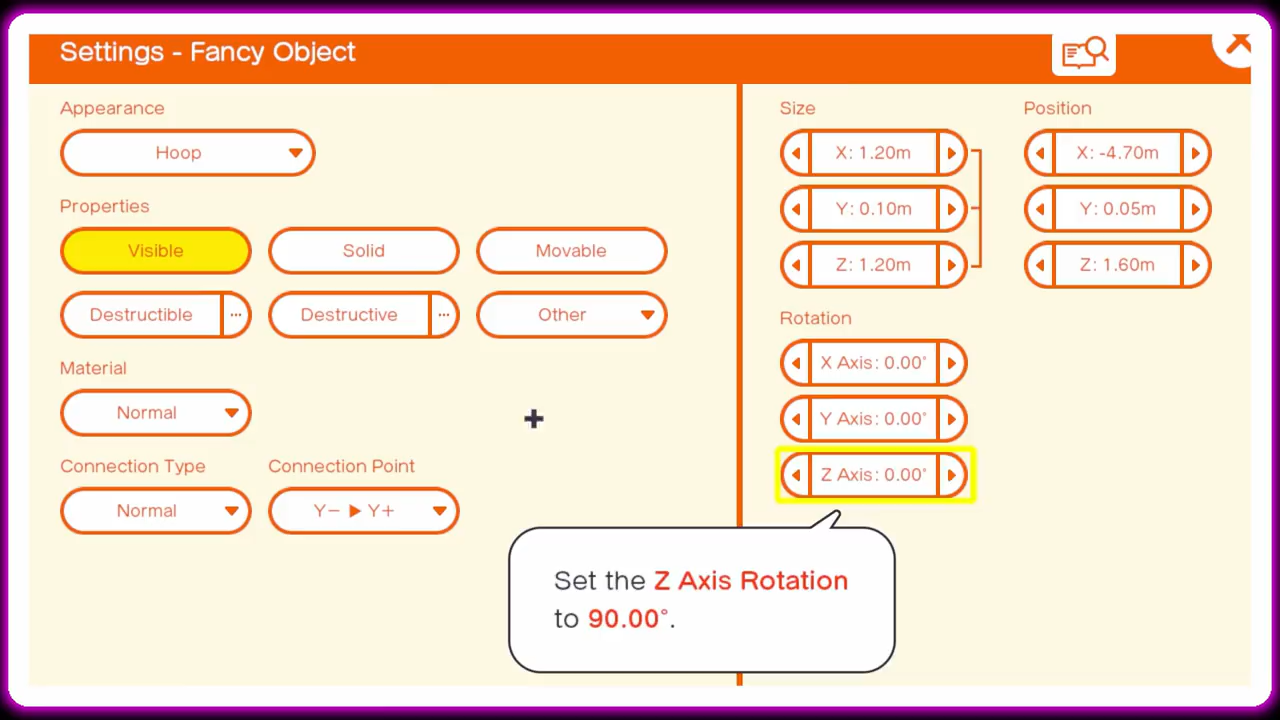 Settings - Fancy Object
Appearance
Hoop
Properties
Visible
Solid
Movable
Destructible ...
Destructive ...
Other
Material
Normal
Connection Type
Normal
Connection Point
Y− ▶ Y+
Size
X: 1.20m
Y: 0.10m
Z: 1.20m
Position
X: -4.70m
Y: 0.05m
Z: 1.60m
Rotation
X Axis: 0.00°
Y Axis: 0.00°
Z Axis: 0.00°
Set the Z Axis Rotation
to 90.00°.